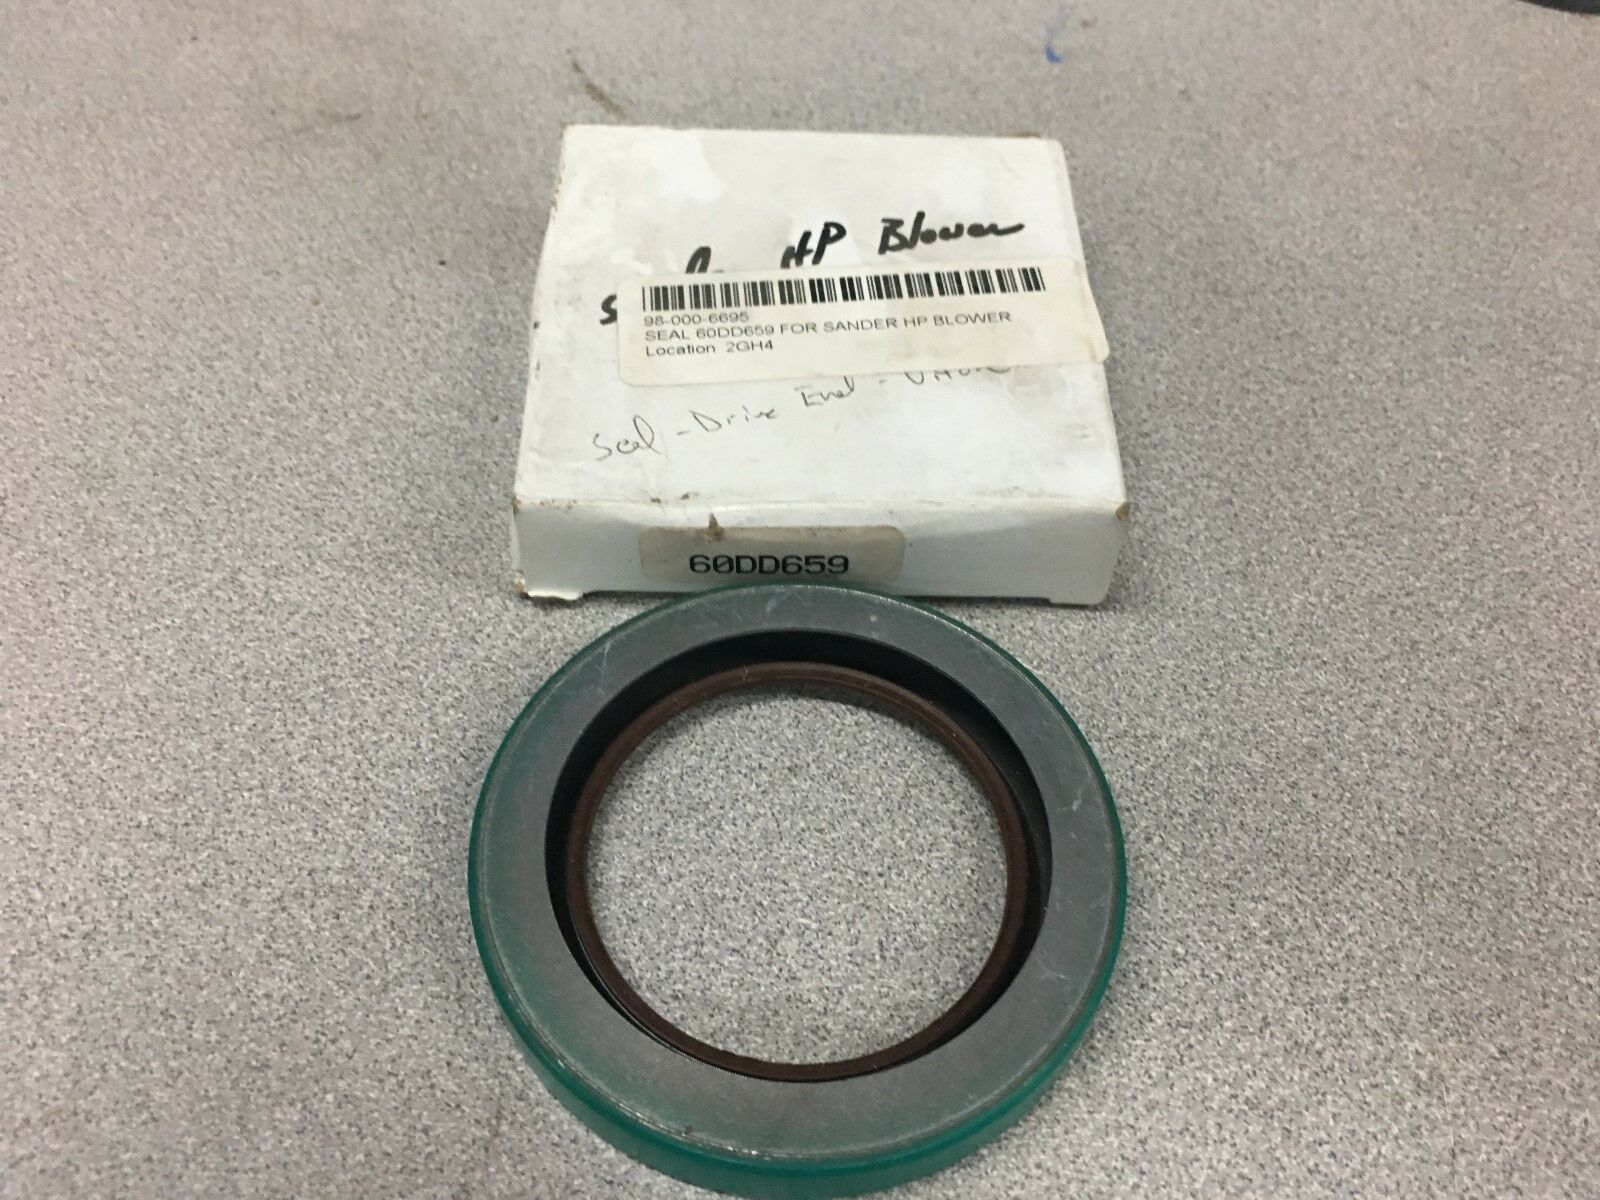 HP Blower
98-000-6695
SEAL 60DD659 FOR SANDER HP BLOWER
Location 2GH4
Seal - Drive End -
60DD659